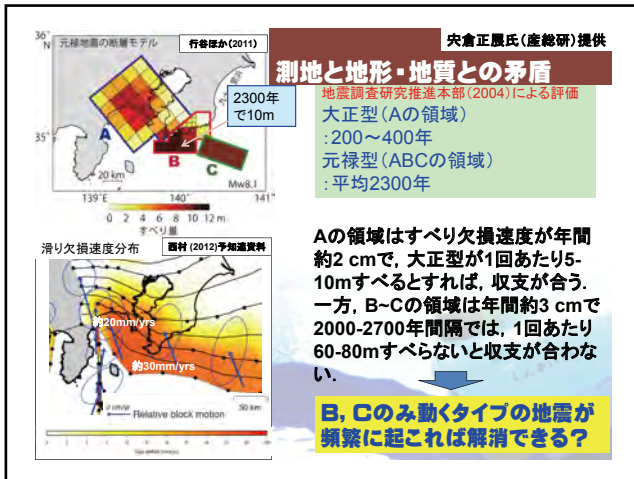 宍倉正展氏(産総研)提供
測地と地形・地質との矛盾
元禄地震の断層モデル
行谷ほか(2011)
36°
N
35°
2300年
で10m
A
B
C
20 km
Mw8.1
139°E
140°
141°
0 2 4 6 8 10 12 m
すべり量
地震調査研究推進本部(2004)による評価
大正型(Aの領域)
:200~400年
元禄型(ABCの領域)
:平均2300年
滑り欠損速度分布
西村(2012)予知連資料
約20mm/yrs
約30mm/yrs
Relative block motion
50 km
Aの領域はすべり欠損速度が年間
約2 cmで,大正型が1回あたり5-
10mすべるとすれば,収支が合う.
一方,B~Cの領域は年間約3 cmで
2000-2700年間隔では,1回あたり
60-80mすべらないと収支が合わな
い.
B,Cのみ動くタイプの地震が
頻繁に起これば解消できる?